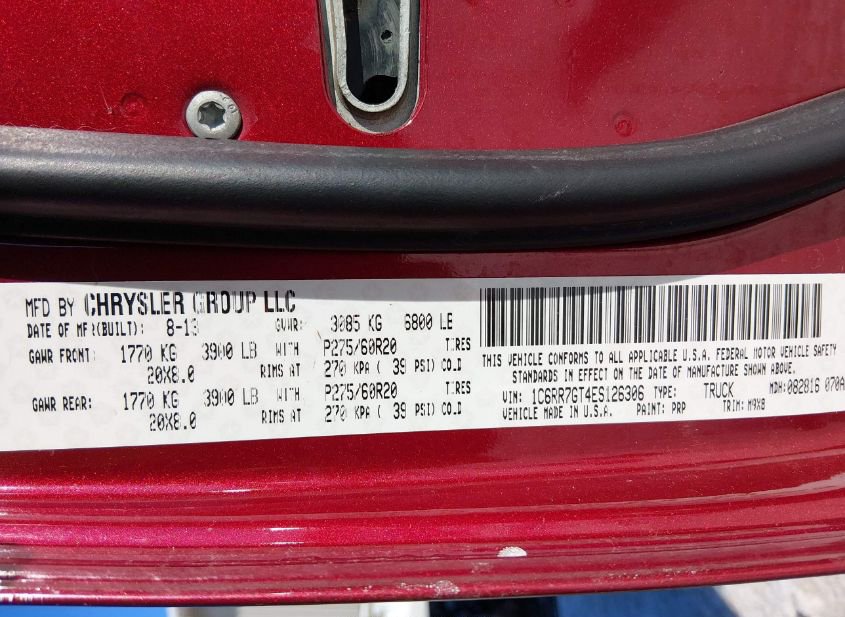 MFD BY CHRYSLER GROUP LLC
DATE OF MFR(BUILT): 8-13 GVWR: 3085 KG 6800 LB
GAWR FRONT: 1770 KG 3900 LB WITH P275/60R20 TIRES
20X8.0 RIMS AT 270 KPA ( 39 PSI) COLD
GAWR REAR: 1770 KG 3900 LB WITH P275/60R20 TIRES
20X8.0 RIMS AT 270 KPA ( 39 PSI) COLD
THIS VEHICLE CONFORMS TO ALL APPLICABLE U.S.A. FEDERAL MOTOR VEHICLE SAFETY
STANDARDS IN EFFECT ON THE DATE OF MANUFACTURE SHOWN ABOVE.
VIN: 1C6RR7GT4ES126306 TYPE: TRUCK MDH:082816 070A
VEHICLE MADE IN U.S.A. PAINT: PRP TRIM: M9X8